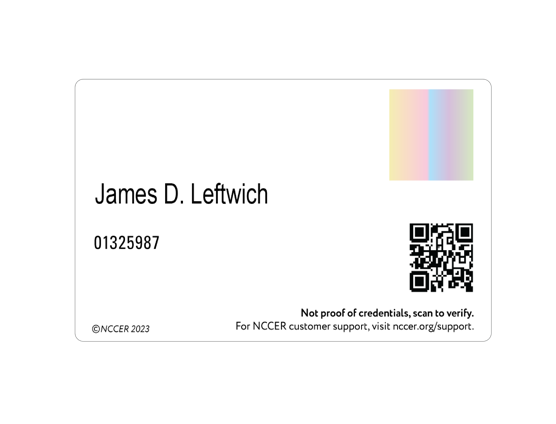 James D. Leftwich
01325987
Not proof of credentials, scan to verify.
©NCCER 2023
For NCCER customer support, visit nccer.org/support.